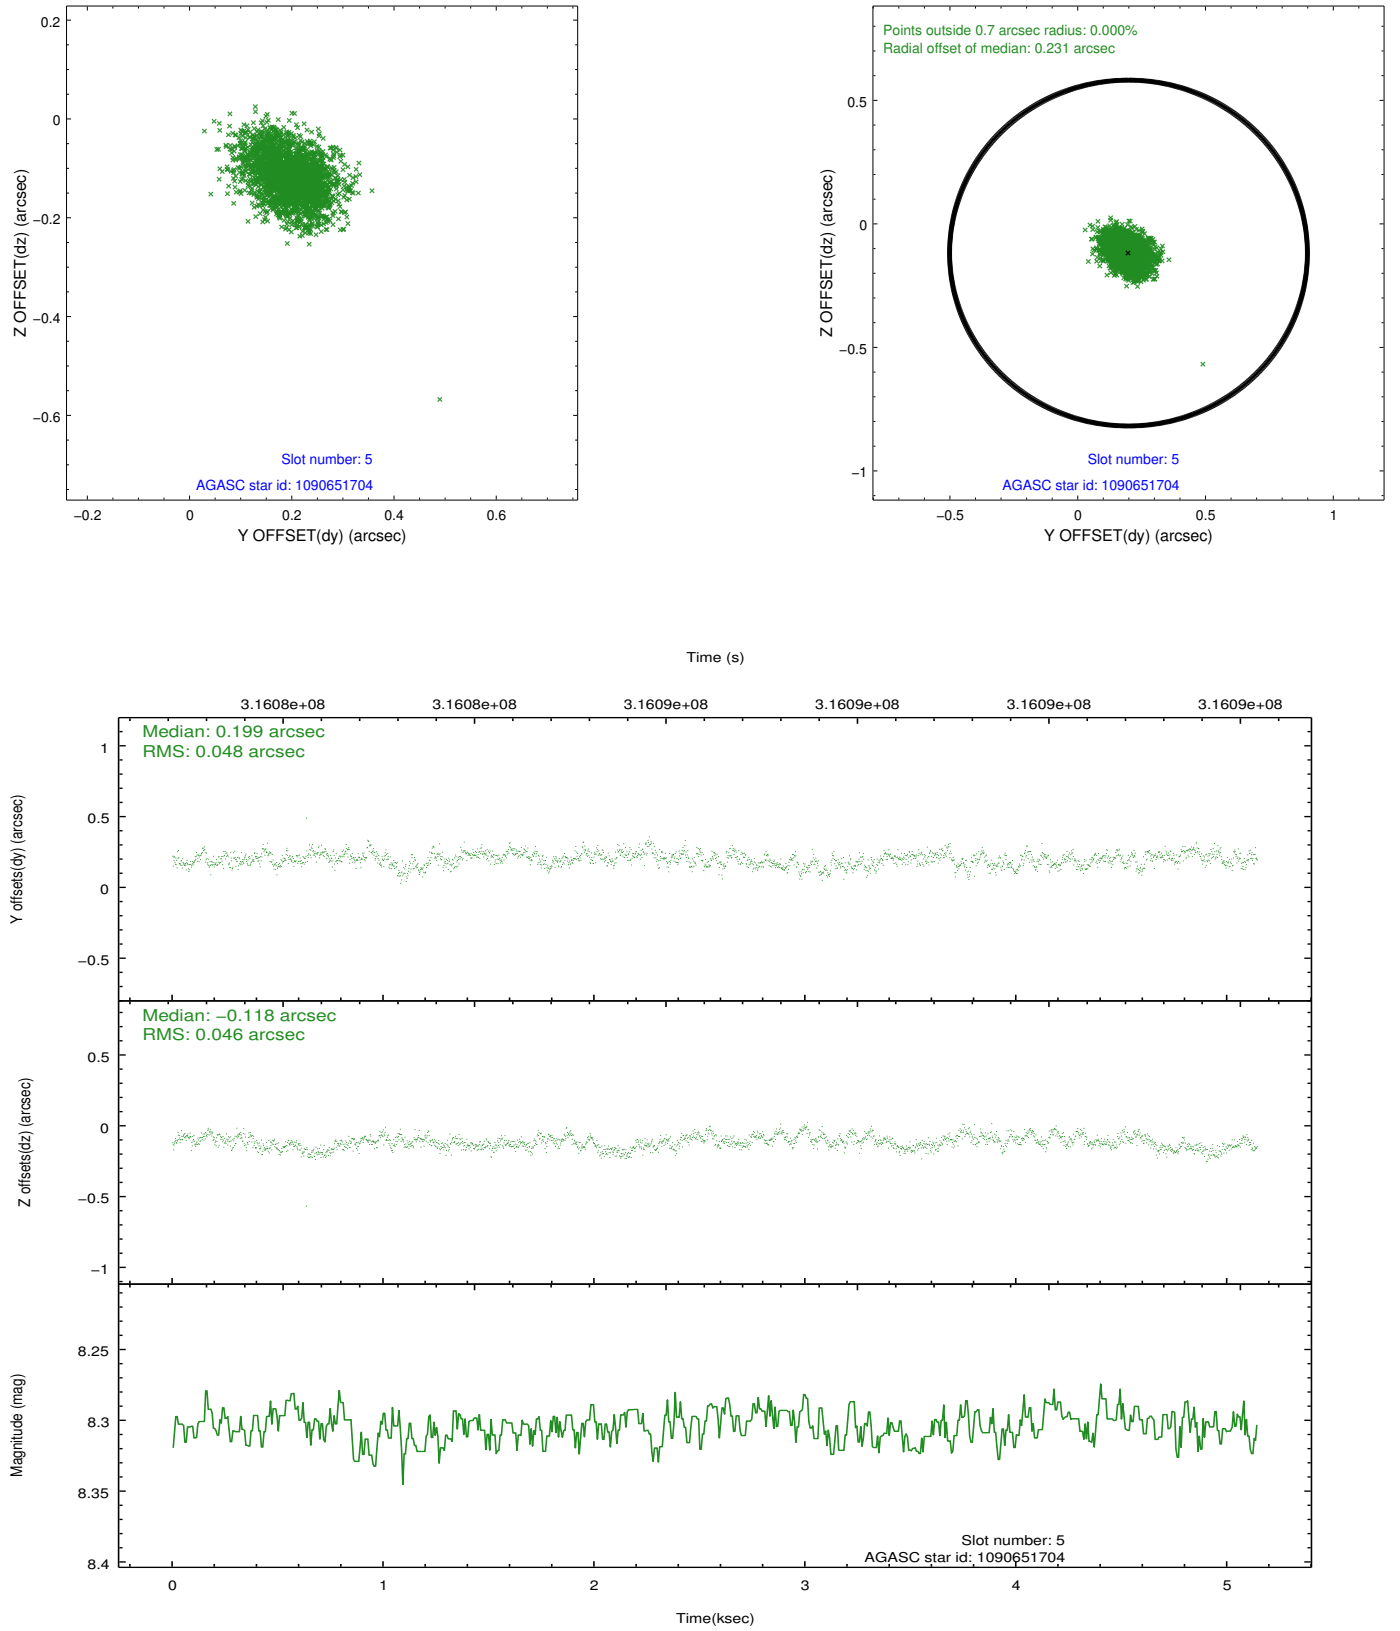 0.2
0
−0.2
−0.4
−0.6
Z OFFSET(dz) (arcsec)
Slot number: 5
AGASC star id: 1090651704
−0.2
0
0.2
0.4
0.6
Y OFFSET(dy) (arcsec)
Points outside 0.7 arcsec radius: 0.000%
Radial offset of median: 0.231 arcsec
0.5
0
−0.5
−1
Z OFFSET(dz) (arcsec)
Slot number: 5
AGASC star id: 1090651704
−0.5
0
0.5
1
Y OFFSET(dy) (arcsec)
Time (s)
3.1608e+08
3.1608e+08
3.1609e+08
3.1609e+08
3.1609e+08
3.1609e+08
Median: 0.199 arcsec
RMS: 0.048 arcsec
1
0.5
0
−0.5
Y offsets(dy) (arcsec)
Median: −0.118 arcsec
RMS: 0.046 arcsec
0.5
0
−0.5
−1
Z offsets(dz) (arcsec)
8.25
8.3
8.35
8.4
Magnitude (mag)
Slot number: 5
AGASC star id: 1090651704
0
1
2
3
4
5
Time(ksec)